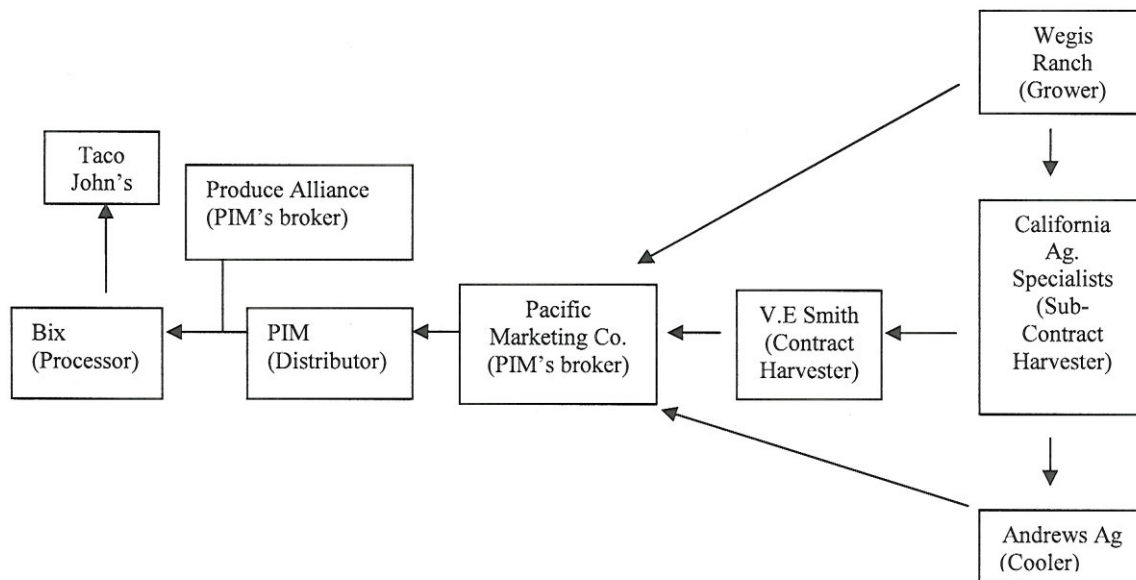 Wegis
Ranch
(Grower)
Taco
John's
Produce Alliance
(PIM's broker)
California
Ag.
Specialists
(Sub-
Contract
Harvester)
Bix
(Processor)
PIM
(Distributor)
Pacific
Marketing Co.
(PIM's broker)
V.E Smith
(Contract
Harvester)
Andrews Ag
(Cooler)